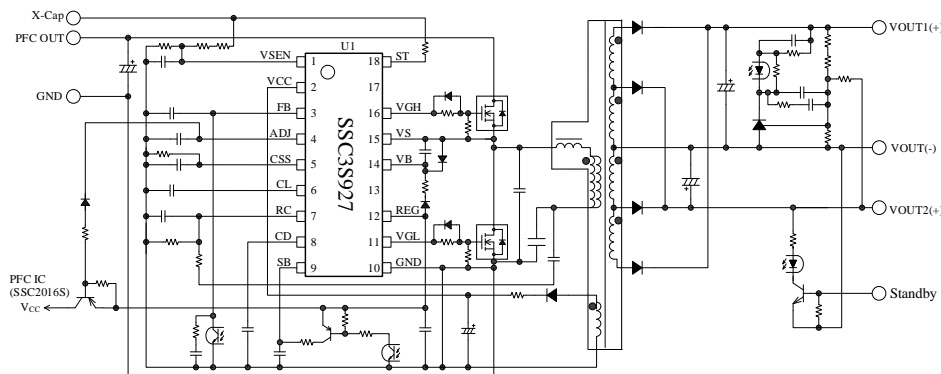 X-Cap
PFC OUT
GND
U1
SSC3S927
VSEN 1
VCC 2
FB 3
ADJ 4
CSS 5
CL 6
RC 7
CD 8
SB 9
18 ST
17
16 VGH
15 VS
14 VB
13
12 REG
11 VGL
10 GND
PFC IC
(SSC2016S)
VCC
VOUT1(+)
VOUT(-)
VOUT2(+)
Standby